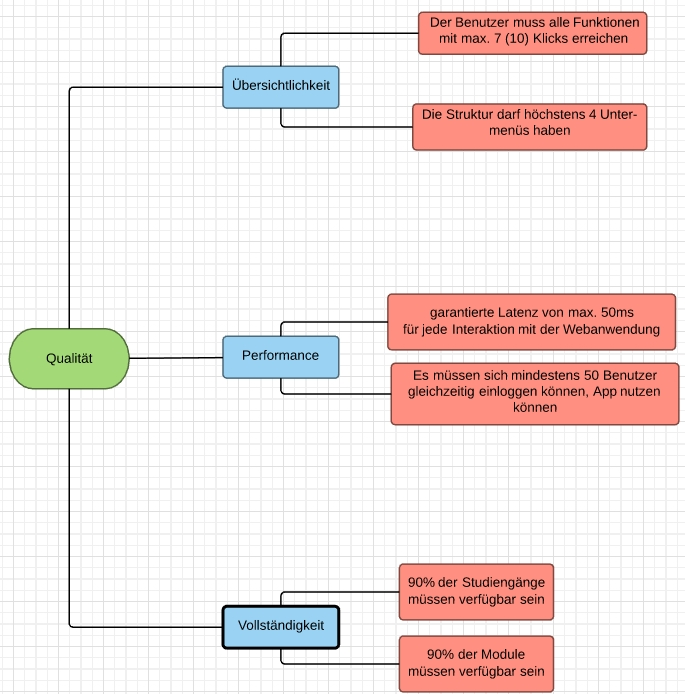 Der Benutzer muss alle Funktionen
mit max. 7 (10) Klicks erreichen
Übersichtlichkeit
Die Struktur darf höchstens 4 Unter-
menüs haben
garantierte Latenz von max. 50ms
für jede Interaktion mit der Webanwendung
Qualität
Performance
Es müssen sich mindestens 50 Benutzer
gleichzeitig einloggen können, App nutzen
können
90% der Studiengänge
müssen verfügbar sein
Vollständigkeit
90% der Module
müssen verfügbar sein